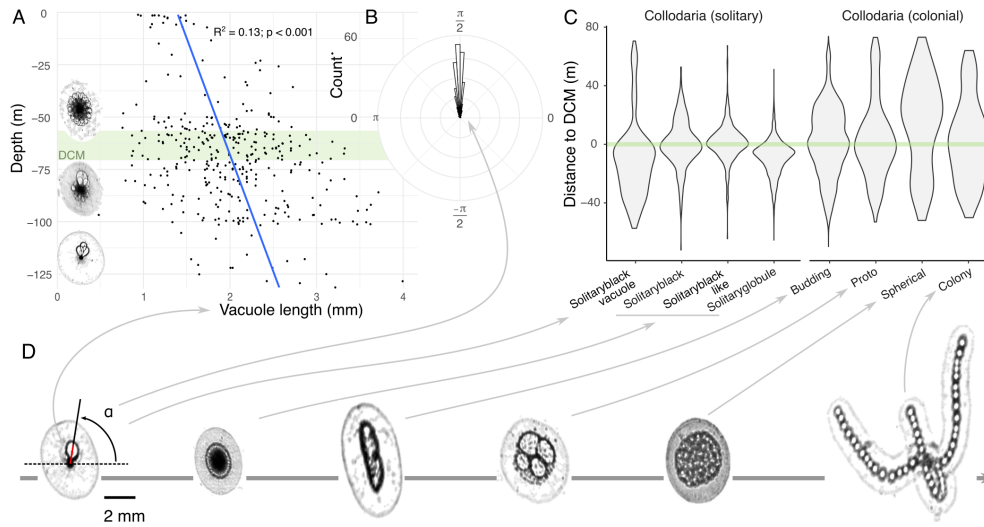 A
Depth (m)
0
−25
−50
−75
−100
−125
DCM
R² = 0.13; p < 0.001
0
1
2
3
4
Vacuole length (mm)
B
Count
60
30
0
π
2
π
0
−π
2
C
Collodaria (solitary)
Collodaria (colonial)
Distance to DCM (m)
80
40
0
−40
Solitaryblack
vacuole
Solitaryblack
Solitaryblack
like
Solitaryglobule
Budding
Proto
Spherical
Colony
D
α
2 mm